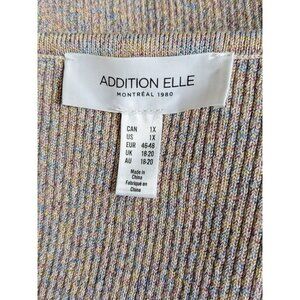 ADDITION ELLE
MONTRÉAL 1980
CAN 1X
US 1X
EUR 46-48
UK 18-20
AU 18-20
Made in
China
Fabriqué en
Chine